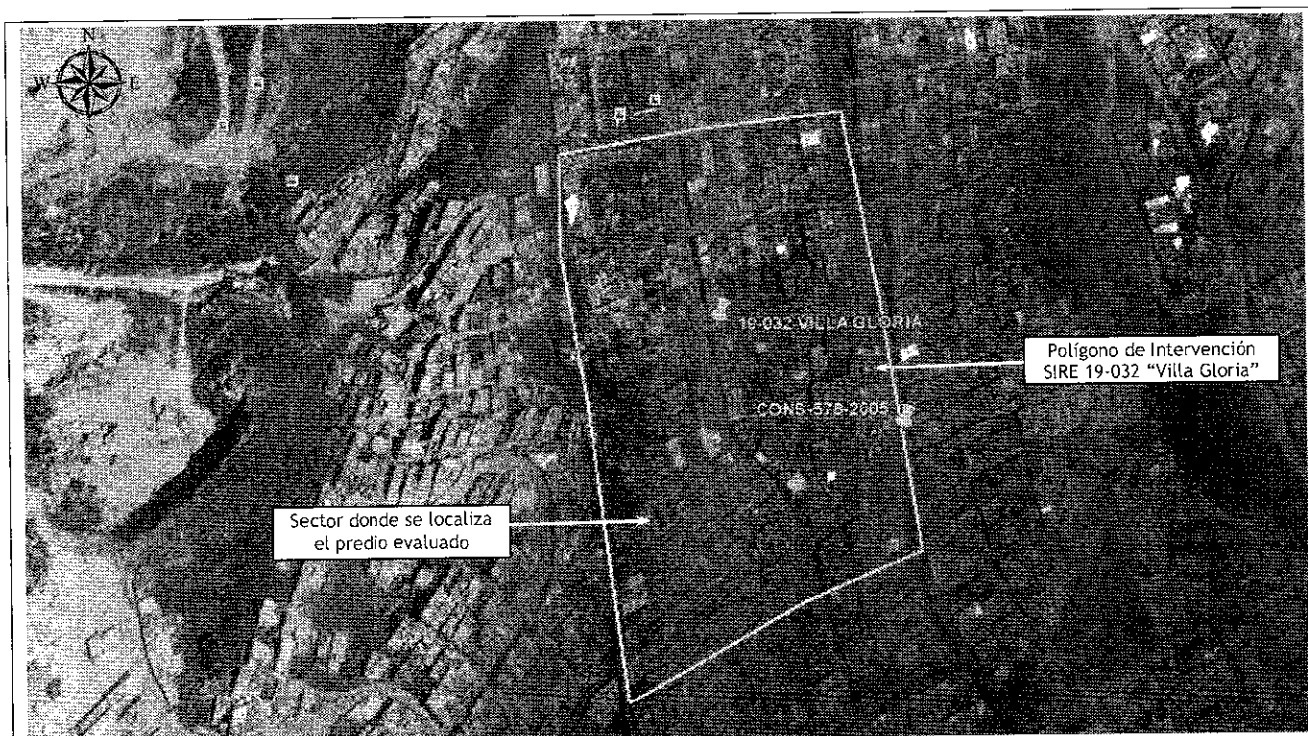 N
W E
S
19-032 VILLA GLORIA
Polígono de Intervención
SIRE 19-032 "Villa Gloria"
CONS-578-2005
Sector donde se localiza
el predio evaluado